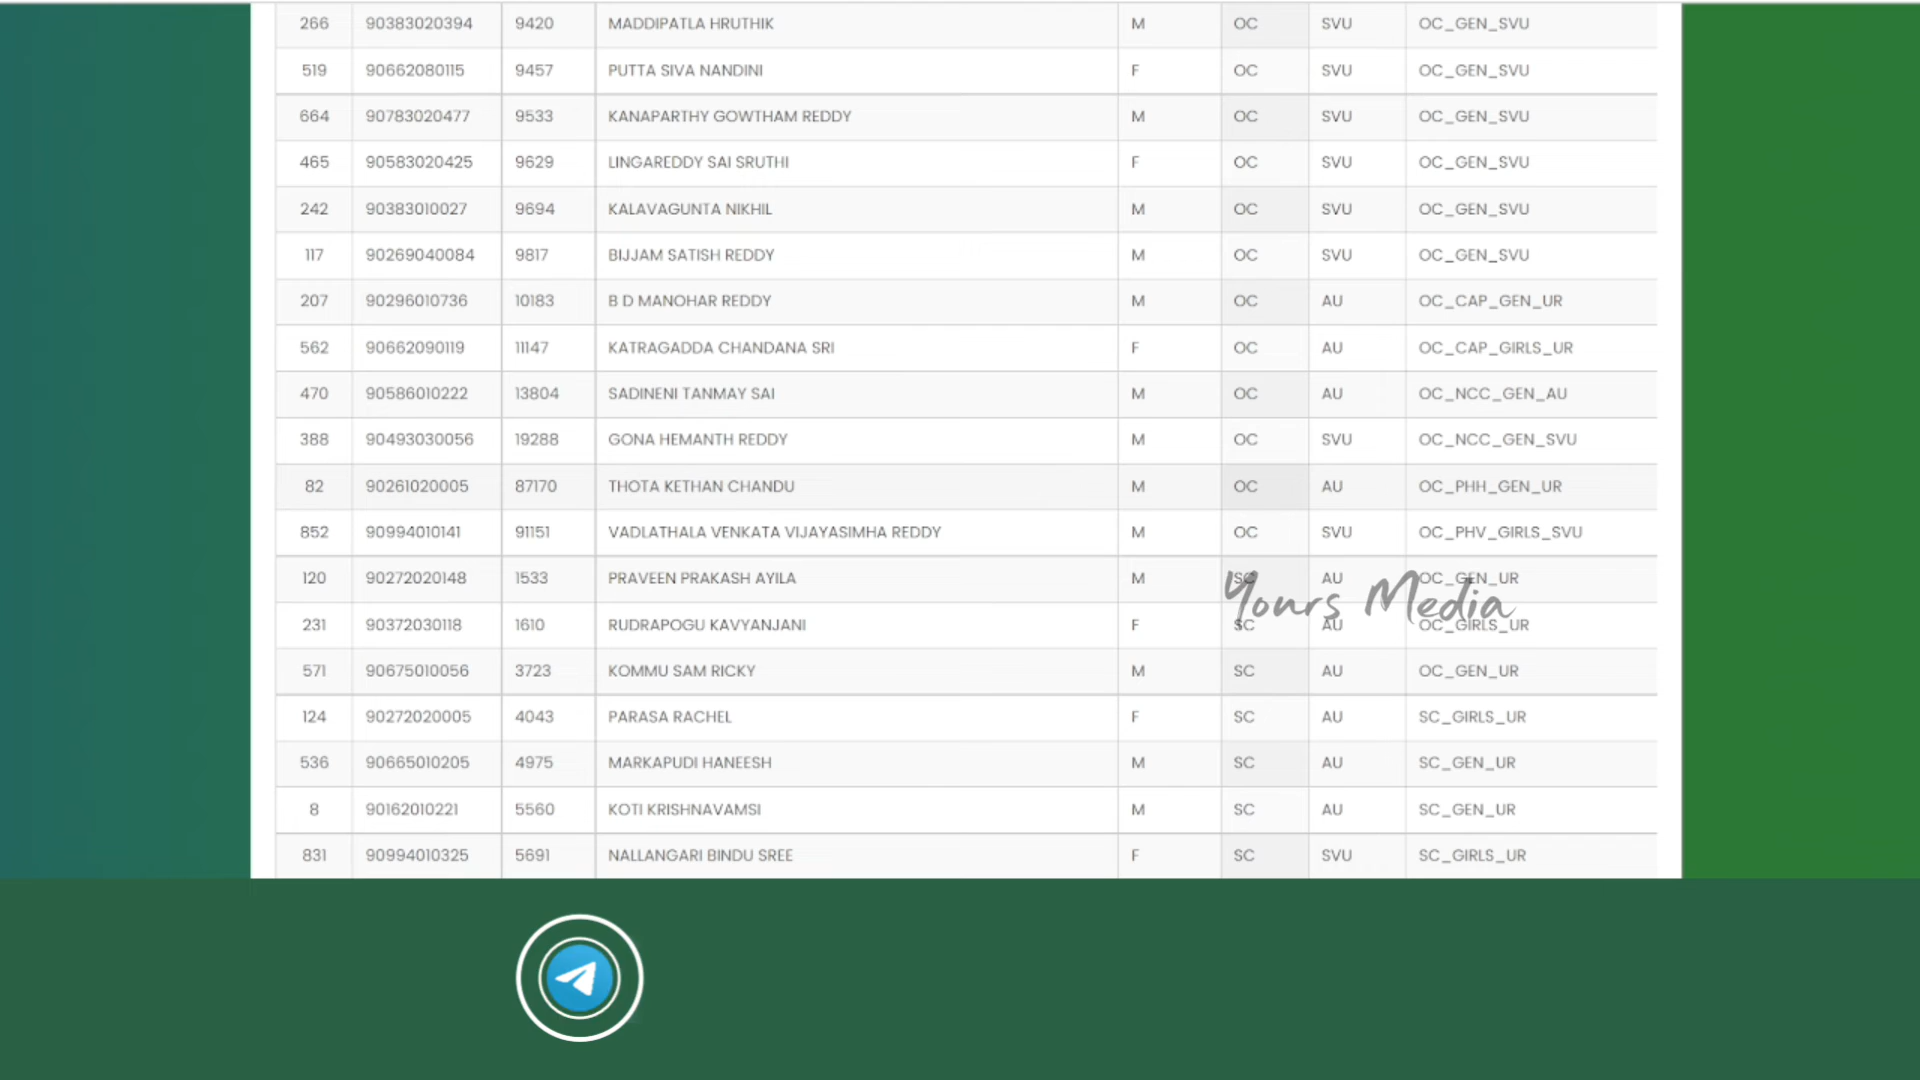 266 90383020394 9420 MADDIPATLA HRUTHIK M OC SVU OC_GEN_SVU
519 90662080115 9457 PUTTA SIVA NANDINI F OC SVU OC_GEN_SVU
664 90783020477 9533 KANAPARTHY GOWTHAM REDDY M OC SVU OC_GEN_SVU
465 90583020425 9629 LINGAREDDY SAI SRUTHI F OC SVU OC_GEN_SVU
242 90383010027 9694 KALAVAGUNTA NIKHIL M OC SVU OC_GEN_SVU
117 90269040084 9817 BIJJAM SATISH REDDY M OC SVU OC_GEN_SVU
207 90296010736 10183 B D MANOHAR REDDY M OC AU OC_CAP_GEN_UR
562 90662090119 11147 KATRAGADDA CHANDANA SRI F OC AU OC_CAP_GIRLS_UR
470 90586010222 13804 SADINENI TANMAY SAI M OC AU OC_NCC_GEN_AU
388 90493030056 19288 GONA HEMANTH REDDY M OC SVU OC_NCC_GEN_SVU
82 90261020005 87170 THOTA KETHAN CHANDU M OC AU OC_PHH_GEN_UR
852 90994010141 91151 VADLATHALA VENKATA VIJAYASIMHA REDDY M OC SVU OC_PHV_GIRLS_SVU
120 90272020148 1533 PRAVEEN PRAKASH AYILA M SC AU OC_GEN_UR
Yours Media
231 90372030118 1610 RUDRAPOGU KAVYANJANI F SC AU OC_GIRLS_UR
571 90675010056 3723 KOMMU SAM RICKY M SC AU OC_GEN_UR
124 90272020005 4043 PARASA RACHEL F SC AU SC_GIRLS_UR
536 90665010205 4975 MARKAPUDI HANEESH M SC AU SC_GEN_UR
8 90162010221 5560 KOTI KRISHNAVAMSI M SC AU SC_GEN_UR
831 90994010325 5691 NALLANGARI BINDU SREE F SC SVU SC_GIRLS_UR